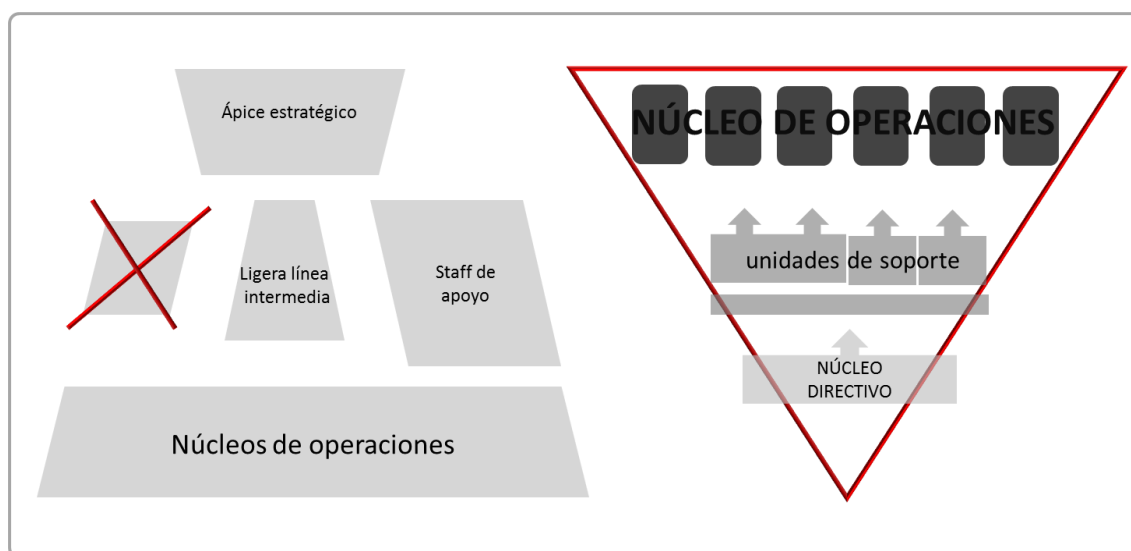 Ápice estratégico
Ligera línea
intermedia
Staff de
apoyo
Núcleos de operaciones
NÚCLEO DE OPERACIONES
unidades de soporte
NÚCLEO
DIRECTIVO